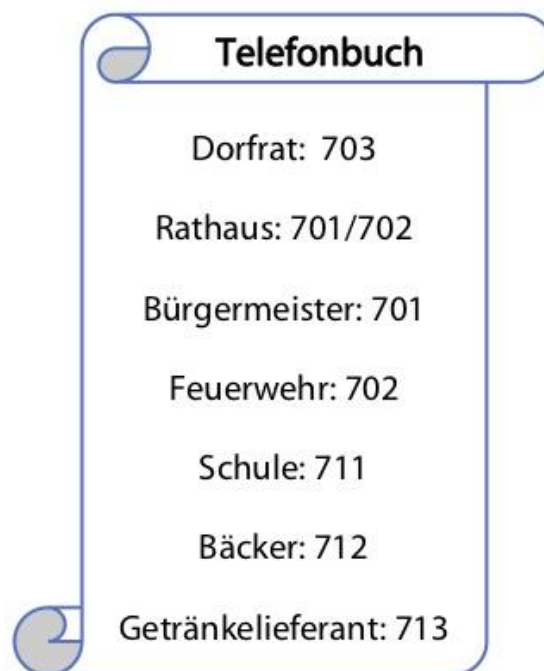 Telefonbuch
Dorfrat: 703
Rathaus: 701/702
Bürgermeister: 701
Feuerwehr: 702
Schule: 711
Bäcker: 712
Getränkelieferant: 713